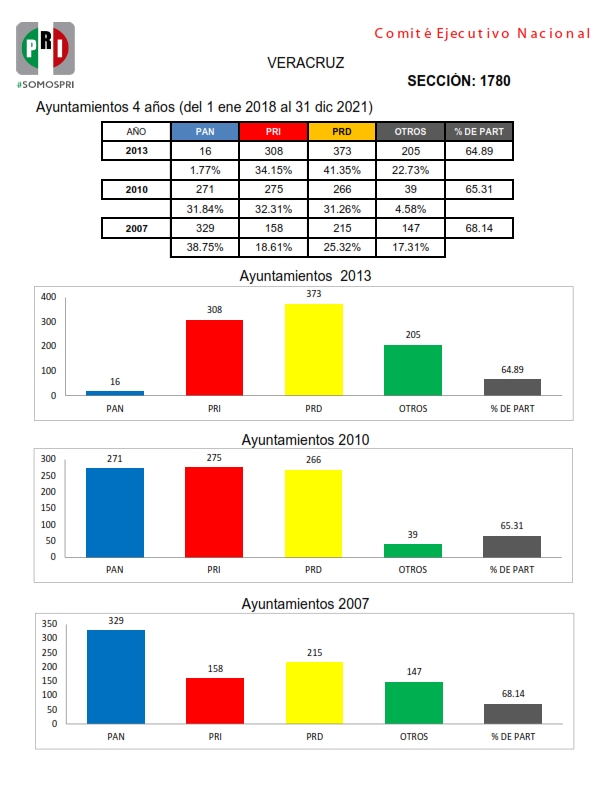 Comité Ejecutivo Nacional
PRI
#SOMOSPRI
VERACRUZ
SECCIÓN: 1780
Ayuntamientos 4 años (del 1 ene 2018 al 31 dic 2021)
AÑO PAN PRI PRD OTROS % DE PART
2013 16 308 373 205 64.89
1.77% 34.15% 41.35% 22.73%
2010 271 275 266 39 65.31
31.84% 32.31% 31.26% 4.58%
2007 329 158 215 147 68.14
38.75% 18.61% 25.32% 17.31%
Ayuntamientos 2013
400
300
200
100
0
16 308 373 205 64.89
PAN PRI PRD OTROS % DE PART
Ayuntamientos 2010
300
250
200
150
100
50
0
271 275 266 39 65.31
PAN PRI PRD OTROS % DE PART
Ayuntamientos 2007
350
300
250
200
150
100
50
0
329 158 215 147 68.14
PAN PRI PRD OTROS % DE PART